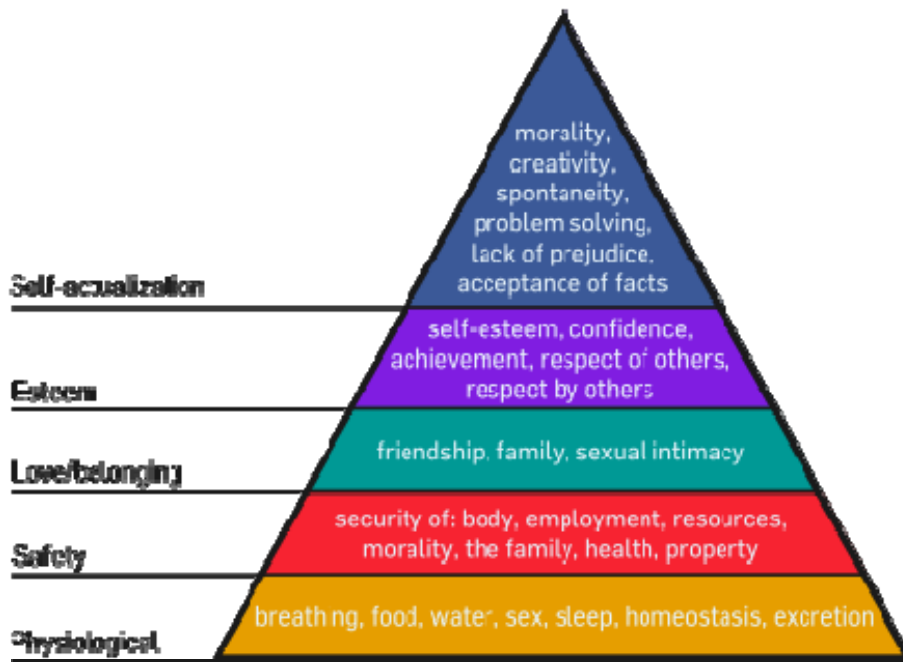 morality,
creativity,
spontaneity,
problem solving,
lack of prejudice,
acceptance of facts
Self-actualization
self-esteem, confidence,
achievement, respect of others,
respect by others
Esteem
friendship, family, sexual intimacy
Love/belonging
security of: body, employment, resources,
morality, the family, health, property
Safety
breathing, food, water, sex, sleep, homeostasis, excretion
Physiological